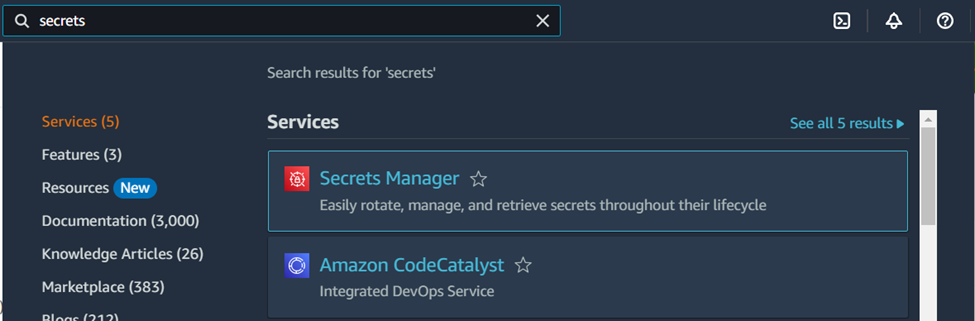 secrets
Search results for 'secrets'
Services (5)
Features (3)
Resources New
Documentation (3,000)
Knowledge Articles (26)
Marketplace (383)
Blogs (212)
Services
See all 5 results
Secrets Manager
Easily rotate, manage, and retrieve secrets throughout their lifecycle
Amazon CodeCatalyst
Integrated DevOps Service